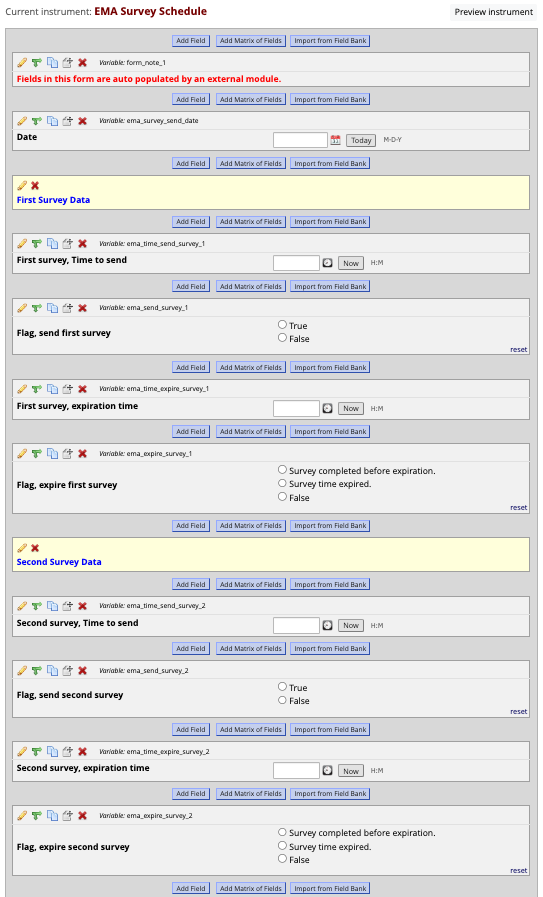 Current instrument: EMA Survey Schedule
Preview instrument
Add Field Add Matrix of Fields Import from Field Bank
Variable: form_note_1
Fields in this form are auto populated by an external module.
Add Field Add Matrix of Fields Import from Field Bank
Variable: ema_survey_send_date
Date Today M-D-Y
Add Field Add Matrix of Fields Import from Field Bank
First Survey Data
Add Field Add Matrix of Fields Import from Field Bank
Variable: ema_time_send_survey_1
First survey, Time to send Now H:M
Add Field Add Matrix of Fields Import from Field Bank
Variable: ema_send_survey_1
Flag, send first survey
True
False
reset
Add Field Add Matrix of Fields Import from Field Bank
Variable: ema_time_expire_survey_1
First survey, expiration time Now H:M
Add Field Add Matrix of Fields Import from Field Bank
Variable: ema_expire_survey_1
Flag, expire first survey
Survey completed before expiration.
Survey time expired.
False
reset
Add Field Add Matrix of Fields Import from Field Bank
Second Survey Data
Add Field Add Matrix of Fields Import from Field Bank
Variable: ema_time_send_survey_2
Second survey, Time to send Now H:M
Add Field Add Matrix of Fields Import from Field Bank
Variable: ema_send_survey_2
Flag, send second survey
True
False
reset
Add Field Add Matrix of Fields Import from Field Bank
Variable: ema_time_expire_survey_2
Second survey, expiration time Now H:M
Add Field Add Matrix of Fields Import from Field Bank
Variable: ema_expire_survey_2
Flag, expire second survey
Survey completed before expiration.
Survey time expired.
False
reset
Add Field Add Matrix of Fields Import from Field Bank